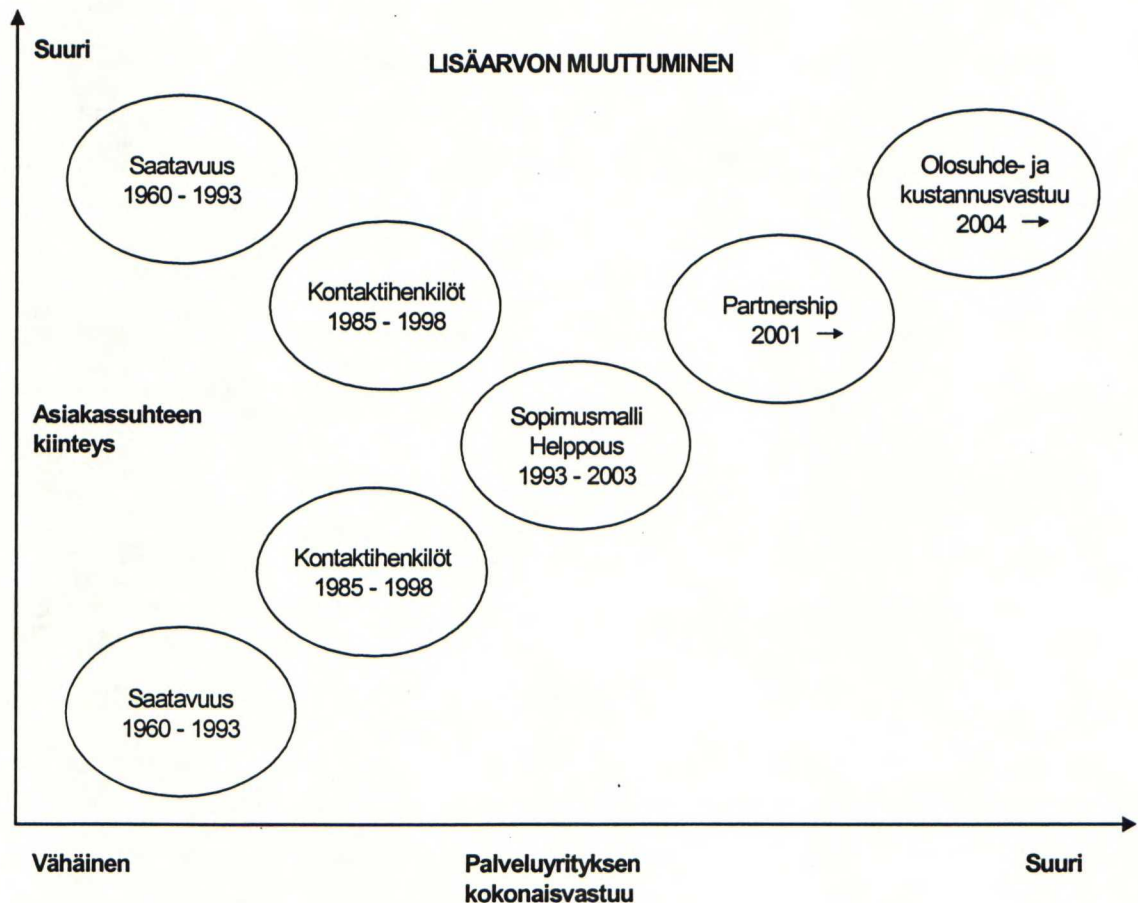 Suuri
LISÄARVON MUUTTUMINEN
Saatavuus
1960 - 1993
Olosuhde- ja
kustannusvastuu
2004 →
Kontaktihenkilöt
1985 - 1998
Partnership
2001 →
Asiakassuhteen
kiinteys
Sopimusmalli
Helppous
1993 - 2003
Kontaktihenkilöt
1985 - 1998
Saatavuus
1960 - 1993
Vähäinen
Palveluyrityksen
kokonaisvastuu
Suuri